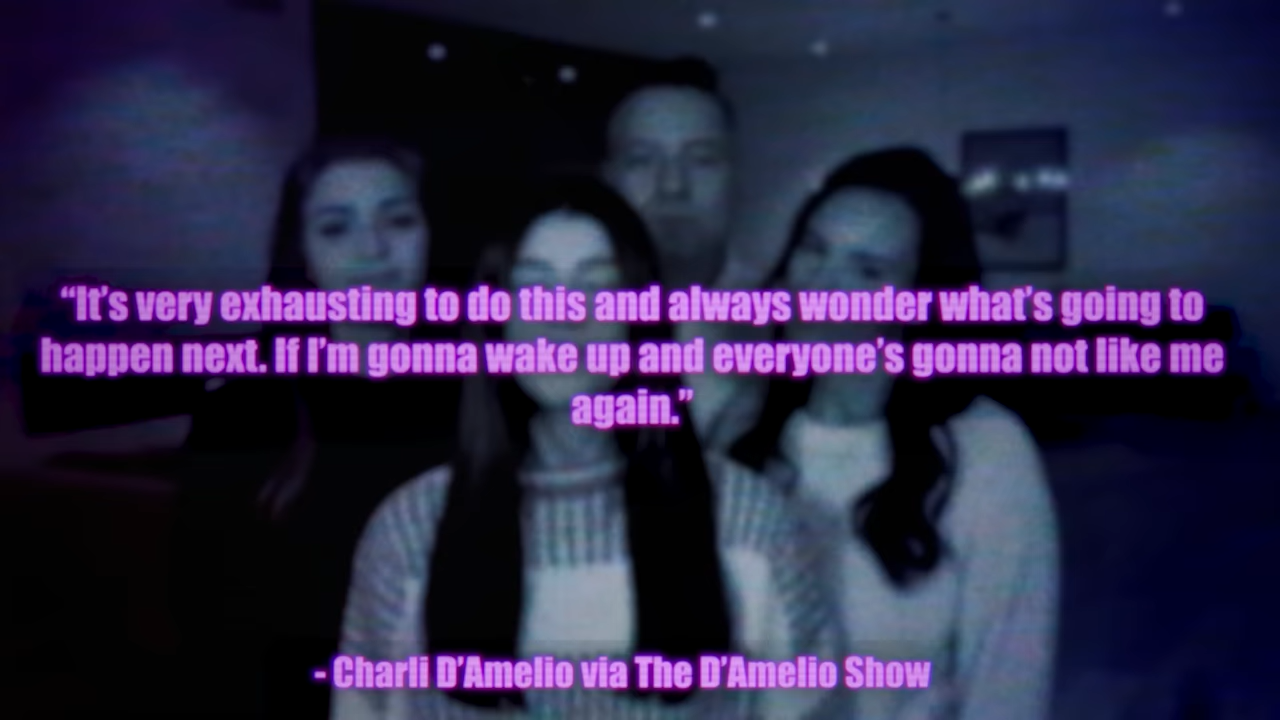 “It’s very exhausting to do this and always wonder what’s going to
happen next. If I’m gonna wake up and everyone’s gonna not like me
again.”
- Charli D’Amelio via The D’Amelio Show